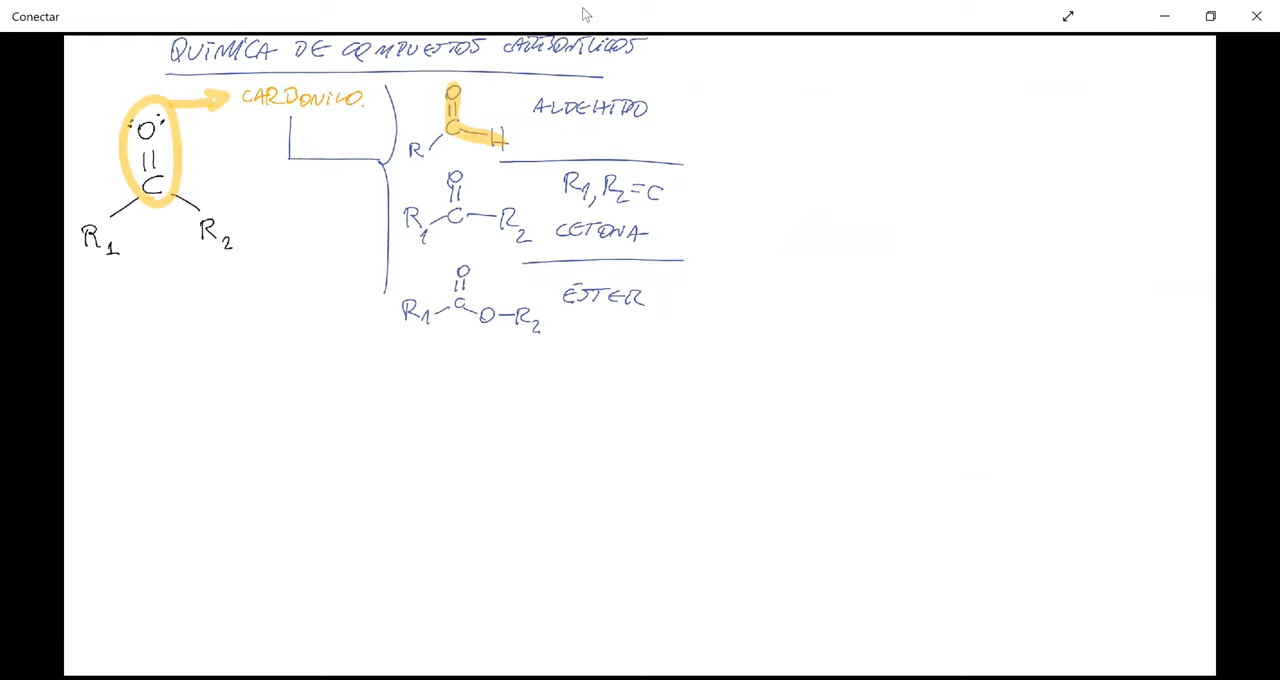 Conectar
QUÍMICA DE COMPUESTOS CARBONÍLICOS
CARBONILO.
O
C
R1
R2
O
C-H
R
ALDEHIDO
O
R1 C R2
R1, R2 = C
CETONA
O
R1 C O-R2
ÉSTER